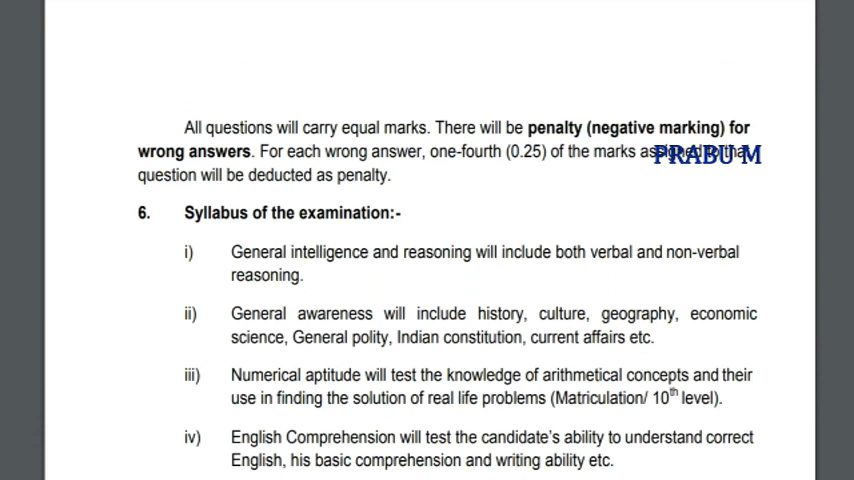 All questions will carry equal marks. There will be penalty (negative marking) for
wrong answers. For each wrong answer, one-fourth (0.25) of the marks assigned to that
PRABU M
question will be deducted as penalty.
6. Syllabus of the examination:-
i) General intelligence and reasoning will include both verbal and non-verbal
reasoning.
ii) General awareness will include history, culture, geography, economic
science, General polity, Indian constitution, current affairs etc.
iii) Numerical aptitude will test the knowledge of arithmetical concepts and their
use in finding the solution of real life problems (Matriculation/ 10th level).
iv) English Comprehension will test the candidate's ability to understand correct
English, his basic comprehension and writing ability etc.